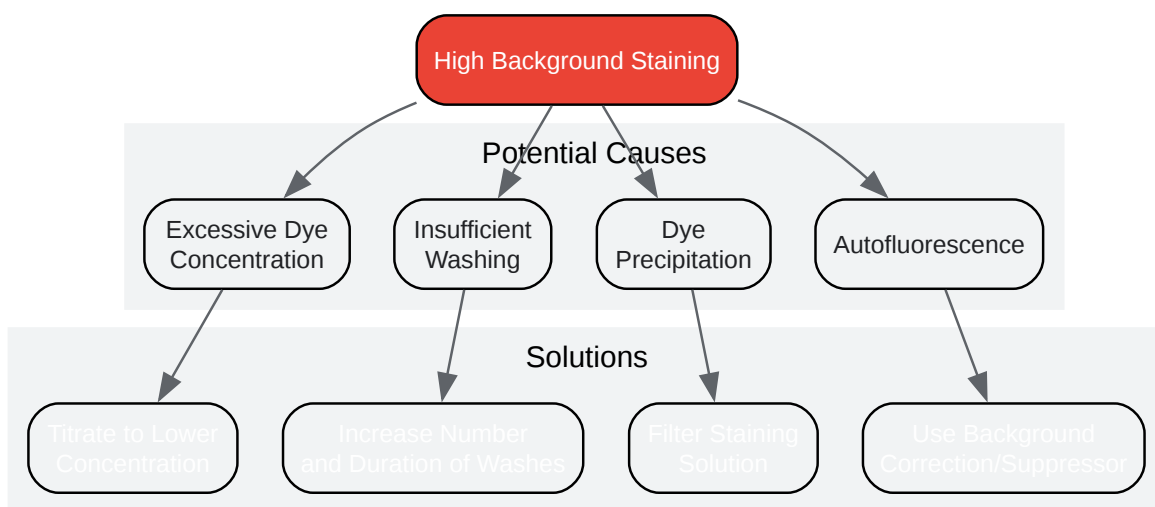 High Background Staining
Potential Causes
Excessive Dye
Concentration
Insufficient
Washing
Dye
Precipitation
Autofluorescence
Solutions
Titrate to Lower
Concentration
Increase Number
and Duration of Washes
Filter Staining
Solution
Use Background
Correction/Suppressor